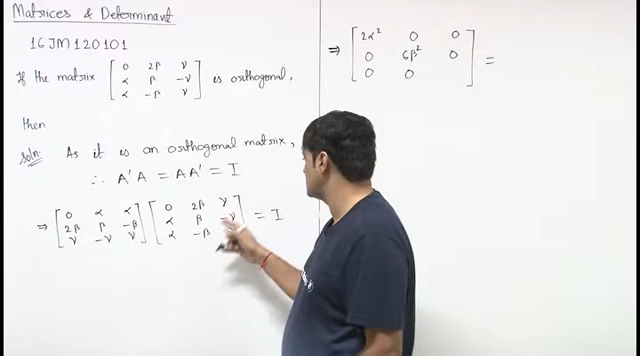 Matrices & Determinant
16JM120101
If the matrix [ 0 2β γ
α β -γ
α -β γ ] is orthogonal,
then
Soln: As it is an orthogonal matrix,
∴ A'A = AA' = I
⇒ [ 0 α α
2β β -β
γ -γ γ ] [ 0 2β γ
α β -γ
α -β ] = I
⇒ [ 2α² 0 0
0 6β² 0
0 0 ] =